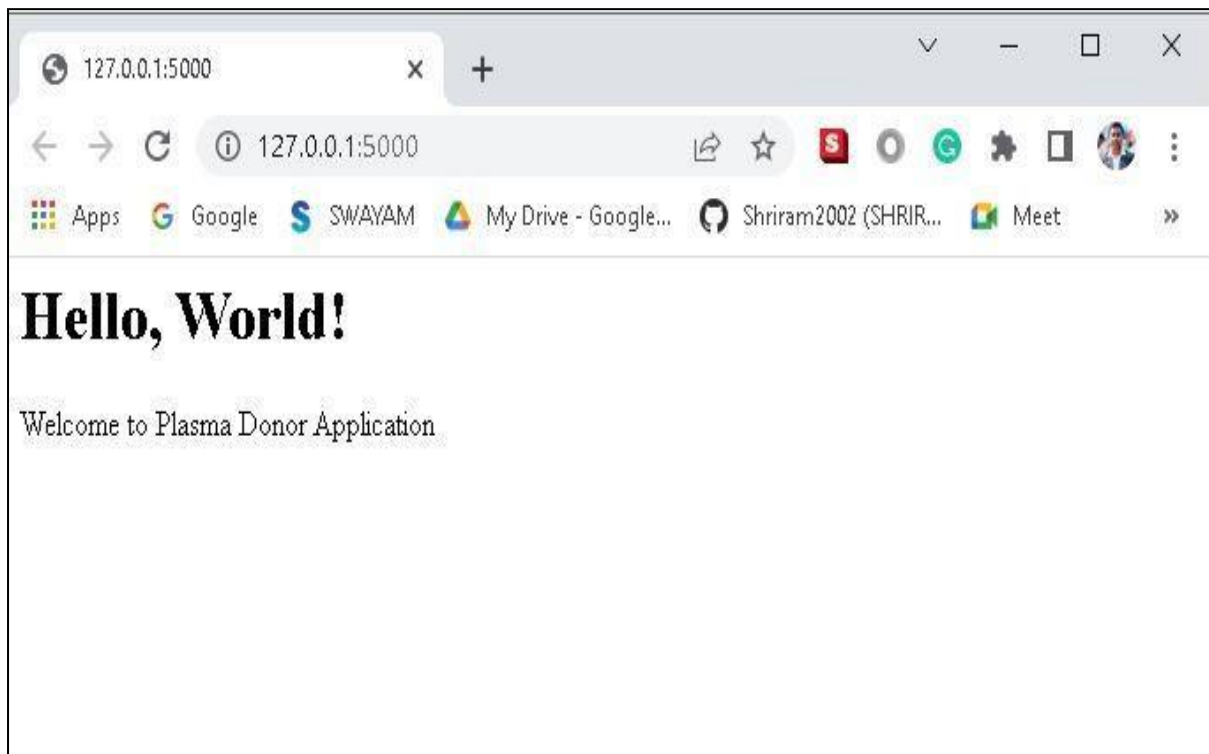 127.0.0.1:5000
127.0.0.1:5000
Apps Google SWAYAM My Drive - Google... Shriram2002 (SHRIR... Meet
Hello, World!
Welcome to Plasma Donor Application